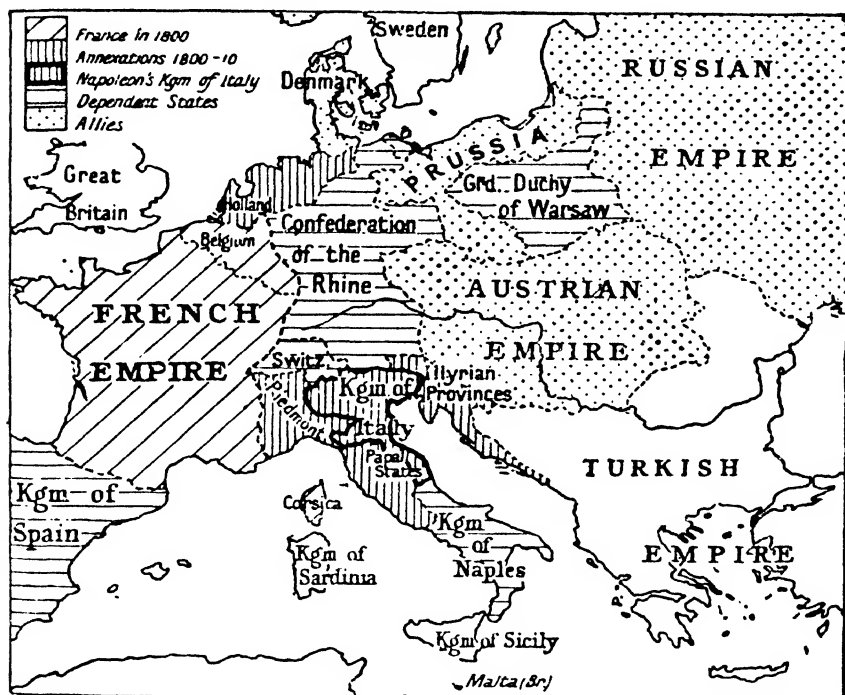 France in 1800
Annexations 1800-10
Napoleon's Kgm of Italy
Dependent States
Allies
Sweden
Denmark
RUSSIAN
EMPIRE
PRUSSIA
Great
Britain
Holland
Belgium
Grd. Duchy
of Warsaw
Confederation
of the
Rhine
FRENCH
EMPIRE
AUSTRIAN
EMPIRE
Switz
Piedmont
Kgm of
Italy
Illyrian
Provinces
Papal
States
TURKISH
EMPIRE
Kgm of
Spain
Corsica
Kgm of
Sardinia
Kgm
of
Naples
Kgm of Sicily
Malta (Br.)